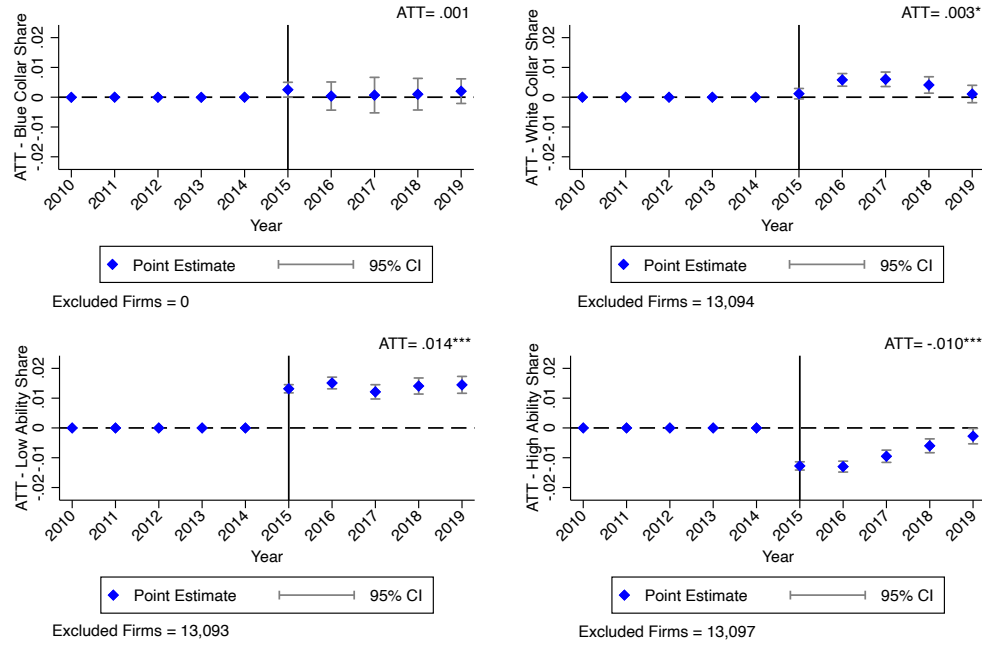 ATT= .001
ATT - Blue Collar Share
.02
.01
0
-.01
-.02
2010 2011 2012 2013 2014 2015 2016 2017 2018 2019
Year
Point Estimate 95% CI
Excluded Firms = 0
ATT= .003*
ATT - White Collar Share
.02
.01
0
-.01
-.02
2010 2011 2012 2013 2014 2015 2016 2017 2018 2019
Year
Point Estimate 95% CI
Excluded Firms = 13,094
ATT= .014***
ATT - Low Ability Share
.02
.01
0
-.01
-.02
2010 2011 2012 2013 2014 2015 2016 2017 2018 2019
Year
Point Estimate 95% CI
Excluded Firms = 13,093
ATT= -.010***
ATT - High Ability Share
.02
.01
0
-.01
-.02
2010 2011 2012 2013 2014 2015 2016 2017 2018 2019
Year
Point Estimate 95% CI
Excluded Firms = 13,097